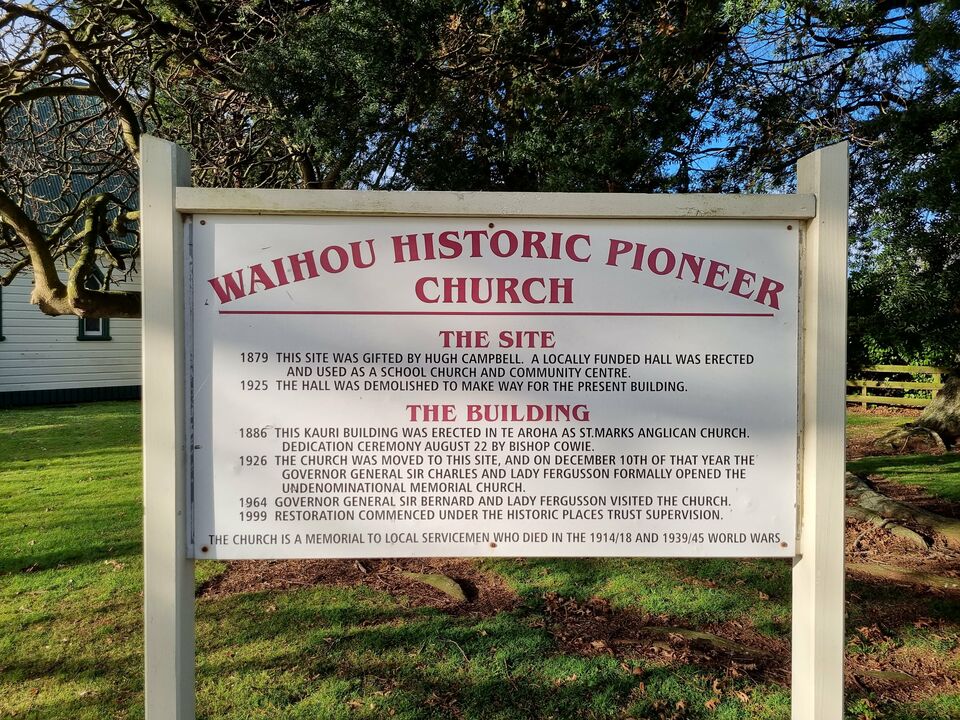 WAIHOU HISTORIC PIONEER
CHURCH
THE SITE
1879 THIS SITE WAS GIFTED BY HUGH CAMPBELL. A LOCALLY FUNDED HALL WAS ERECTED
AND USED AS A SCHOOL CHURCH AND COMMUNITY CENTRE.
1925 THE HALL WAS DEMOLISHED TO MAKE WAY FOR THE PRESENT BUILDING.
THE BUILDING
1886 THIS KAURI BUILDING WAS ERECTED IN TE AROHA AS ST.MARKS ANGLICAN CHURCH.
DEDICATION CEREMONY AUGUST 22 BY BISHOP COWIE.
1926 THE CHURCH WAS MOVED TO THIS SITE, AND ON DECEMBER 10TH OF THAT YEAR THE
GOVERNOR GENERAL SIR CHARLES AND LADY FERGUSSON FORMALLY OPENED THE
UNDENOMINATIONAL MEMORIAL CHURCH.
1964 GOVERNOR GENERAL SIR BERNARD AND LADY FERGUSSON VISITED THE CHURCH.
1999 RESTORATION COMMENCED UNDER THE HISTORIC PLACES TRUST SUPERVISION.
THE CHURCH IS A MEMORIAL TO LOCAL SERVICEMEN WHO DIED IN THE 1914/18 AND 1939/45 WORLD WARS